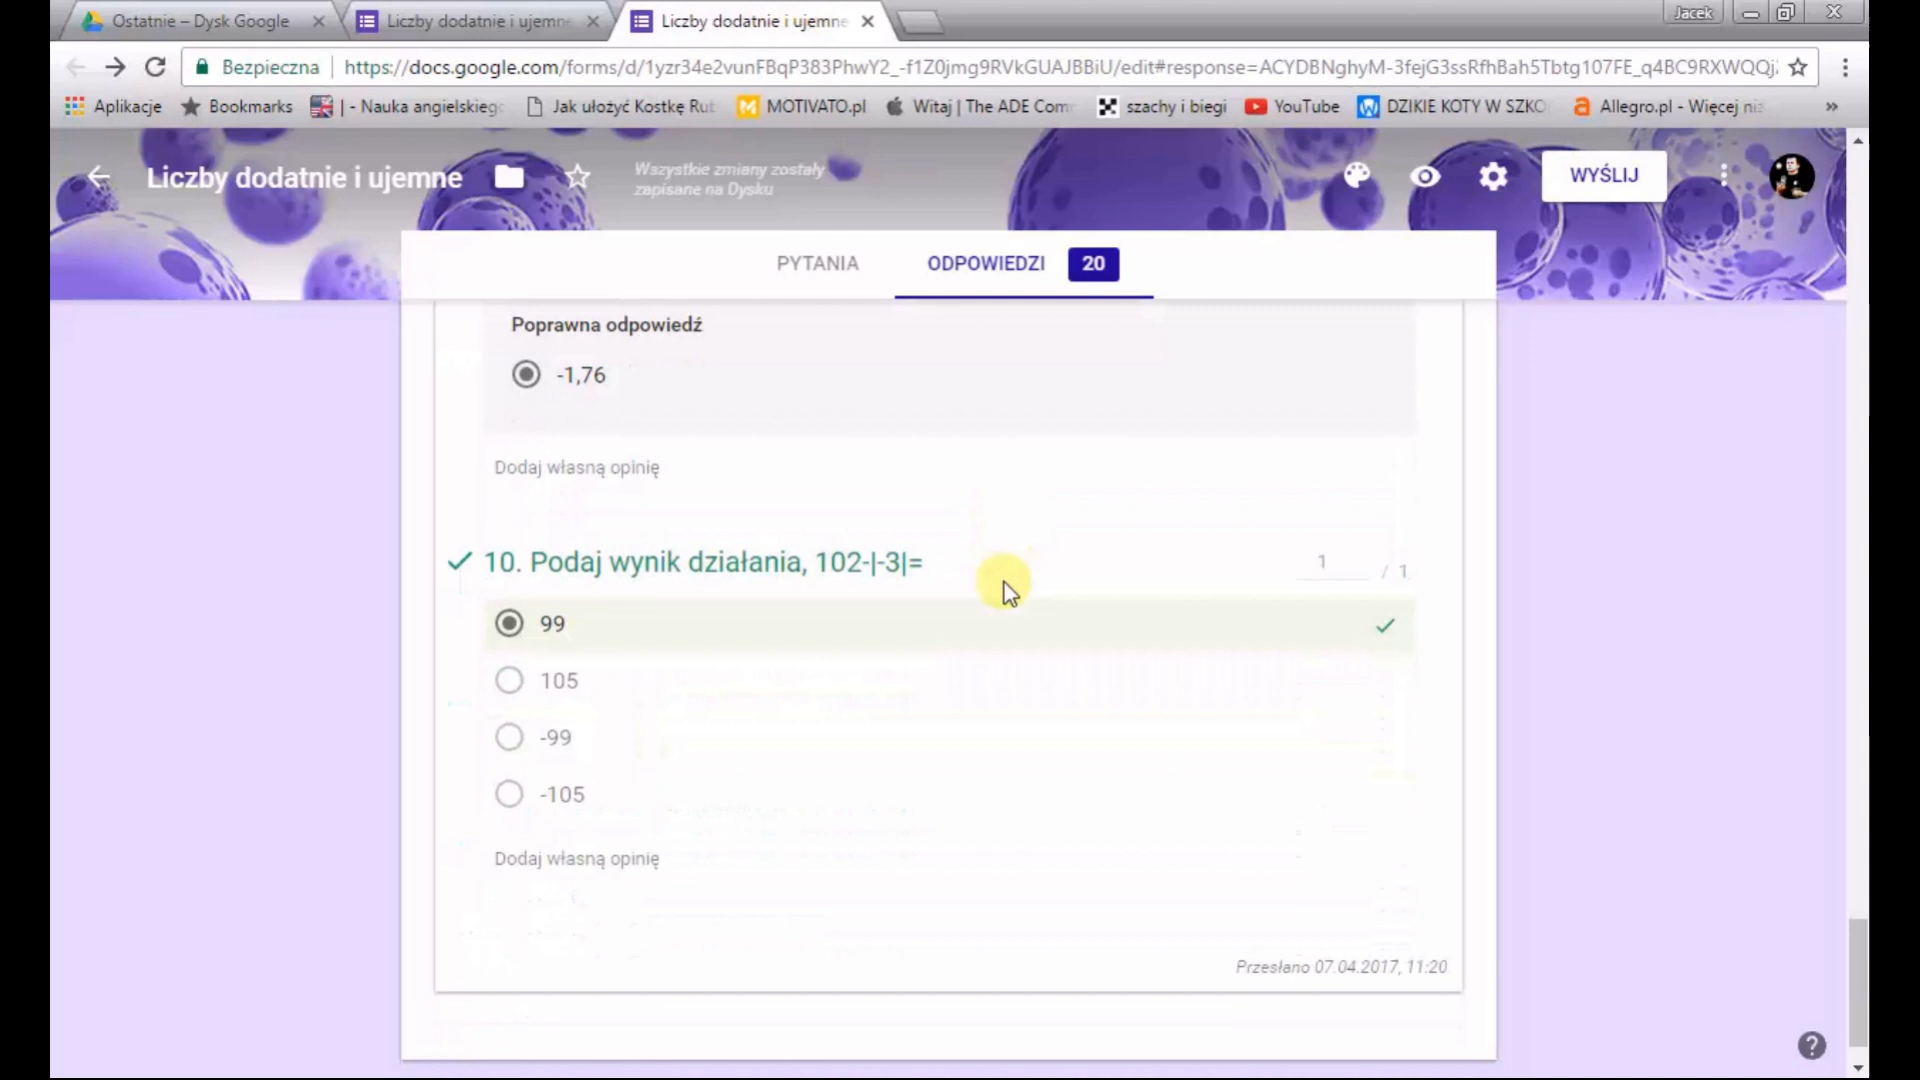 Ostatnie – Dysk Google
Liczby dodatnie i ujemne
Liczby dodatnie i ujemne
Jacek
Bezpieczna
https://docs.google.com/forms/d/1yzr34e2vunFBqP383PhwY2_-f1Z0jmg9RVkGUAJBBiU/edit#response=ACYDBNghyM-3fejG3ssRfhBah5Tbtg107FE_q4BC9RXWQQj
Aplikacje
Bookmarks
| - Nauka angielskieg
Jak ułożyć Kostkę Rub
MOTIVATO.pl
Witaj | The ADE Com
szachy i biegi
YouTube
DZIKIE KOTY W SZKO
Allegro.pl - Więcej niż
»
Liczby dodatnie i ujemne
Wszystkie zmiany zostały
zapisane na Dysku
WYŚLIJ
PYTANIA
ODPOWIEDZI 20
Poprawna odpowiedź
-1,76
Dodaj własną opinię
10. Podaj wynik działania, 102-|-3|=
1 / 1
99
105
-99
-105
Dodaj własną opinię
Przesłano 07.04.2017, 11:20